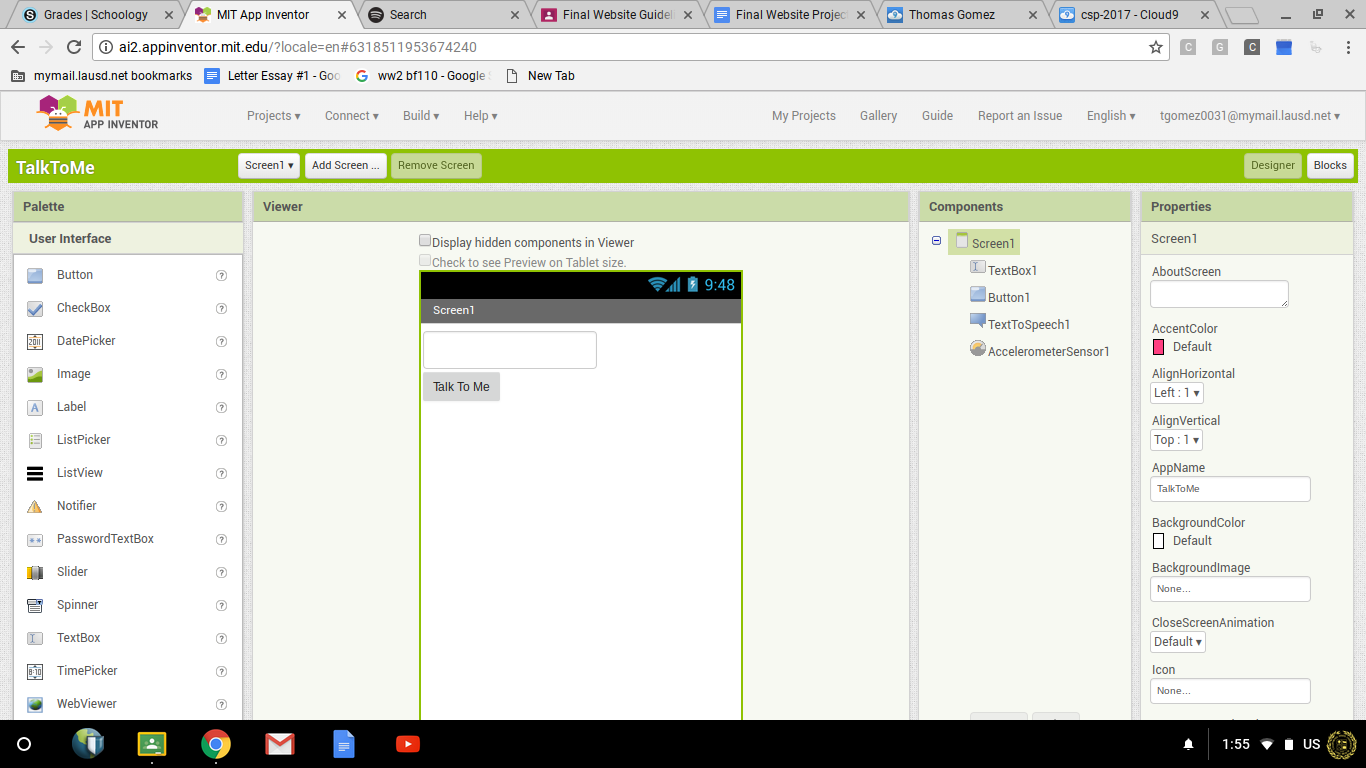 Grades | Schoology
MIT App Inventor
Search
Final Website Guideli
Final Website Projec
Thomas Gomez
csp-2017 - Cloud9
ai2.appinventor.mit.edu/?locale=en#6318511953674240
C
G
C
mymail.lausd.net bookmarks
Letter Essay #1 - Goo
ww2 bf110 - Google S
New Tab
MIT
APP INVENTOR
Projects ▾
Connect ▾
Build ▾
Help ▾
My Projects
Gallery
Guide
Report an Issue
English ▾
tgomez0031@mymail.lausd.net ▾
TalkToMe
Screen1 ▾
Add Screen ...
Remove Screen
Designer
Blocks
Palette
User Interface
Button ?
CheckBox ?
DatePicker ?
Image ?
Label ?
ListPicker ?
ListView ?
Notifier ?
PasswordTextBox ?
Slider ?
Spinner ?
TextBox ?
TimePicker ?
WebViewer ?
Viewer
Display hidden components in Viewer
Check to see Preview on Tablet size.
9:48
Screen1
Talk To Me
Components
Screen1
TextBox1
Button1
TextToSpeech1
AccelerometerSensor1
Properties
Screen1
AboutScreen
AccentColor
Default
AlignHorizontal
Left : 1 ▾
AlignVertical
Top : 1 ▾
AppName
TalkToMe
BackgroundColor
Default
BackgroundImage
None...
CloseScreenAnimation
Default ▾
Icon
None...
1:55
US